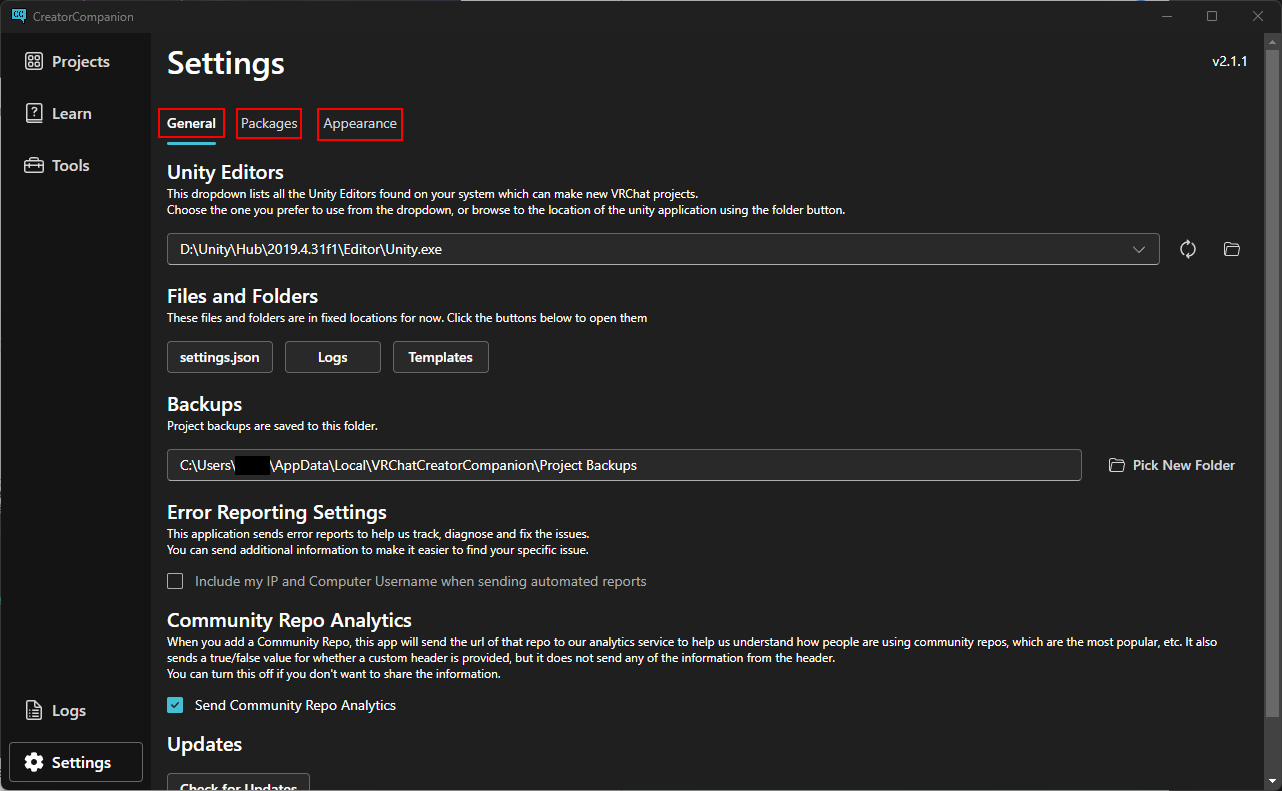 CreatorCompanion
Projects
Learn
Tools
Logs
Settings
Settings
v2.1.1
General
Packages
Appearance
Unity Editors
This dropdown lists all the Unity Editors found on your system which can make new VRChat projects.
Choose the one you prefer to use from the dropdown, or browse to the location of the unity application using the folder button.
D:\Unity\Hub\2019.4.31f1\Editor\Unity.exe
Files and Folders
These files and folders are in fixed locations for now. Click the buttons below to open them
settings.json
Logs
Templates
Backups
Project backups are saved to this folder.
C:\Users\ \AppData\Local\VRChatCreatorCompanion\Project Backups
Pick New Folder
Error Reporting Settings
This application sends error reports to help us track, diagnose and fix the issues.
You can send additional information to make it easier to find your specific issue.
Include my IP and Computer Username when sending automated reports
Community Repo Analytics
When you add a Community Repo, this app will send the url of that repo to our analytics service to help us understand how people are using community repos, which are the most popular, etc. It also
sends a true/false value for whether a custom header is provided, but it does not send any of the information from the header.
You can turn this off if you don't want to share the information.
Send Community Repo Analytics
Updates
Check for Updates